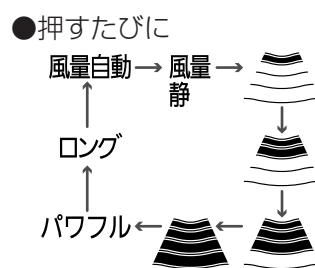 ●押すたびに
風量自動→風量→
静
ロング
パワフル←←